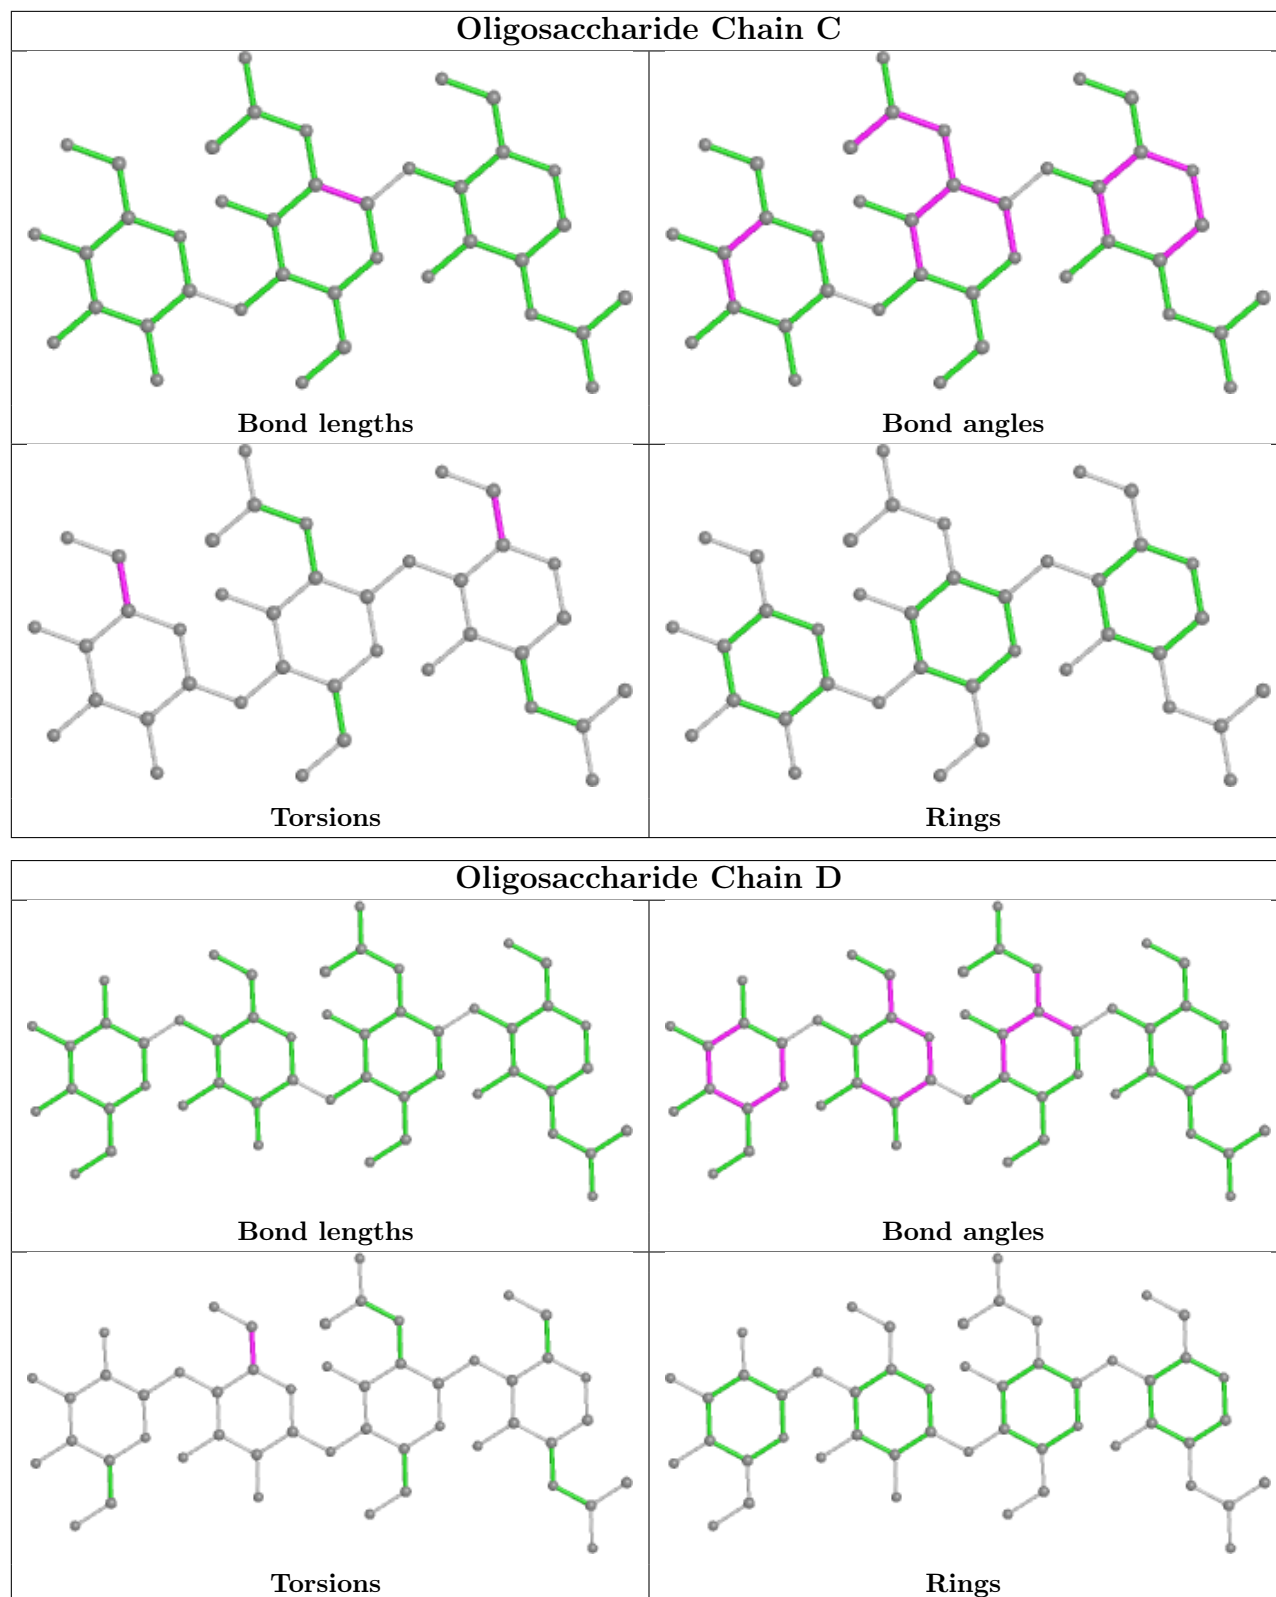 Oligosaccharide Chain C
Bond lengths
Bond angles
Torsions
Rings
Oligosaccharide Chain D
Bond lengths
Bond angles
Torsions
Rings